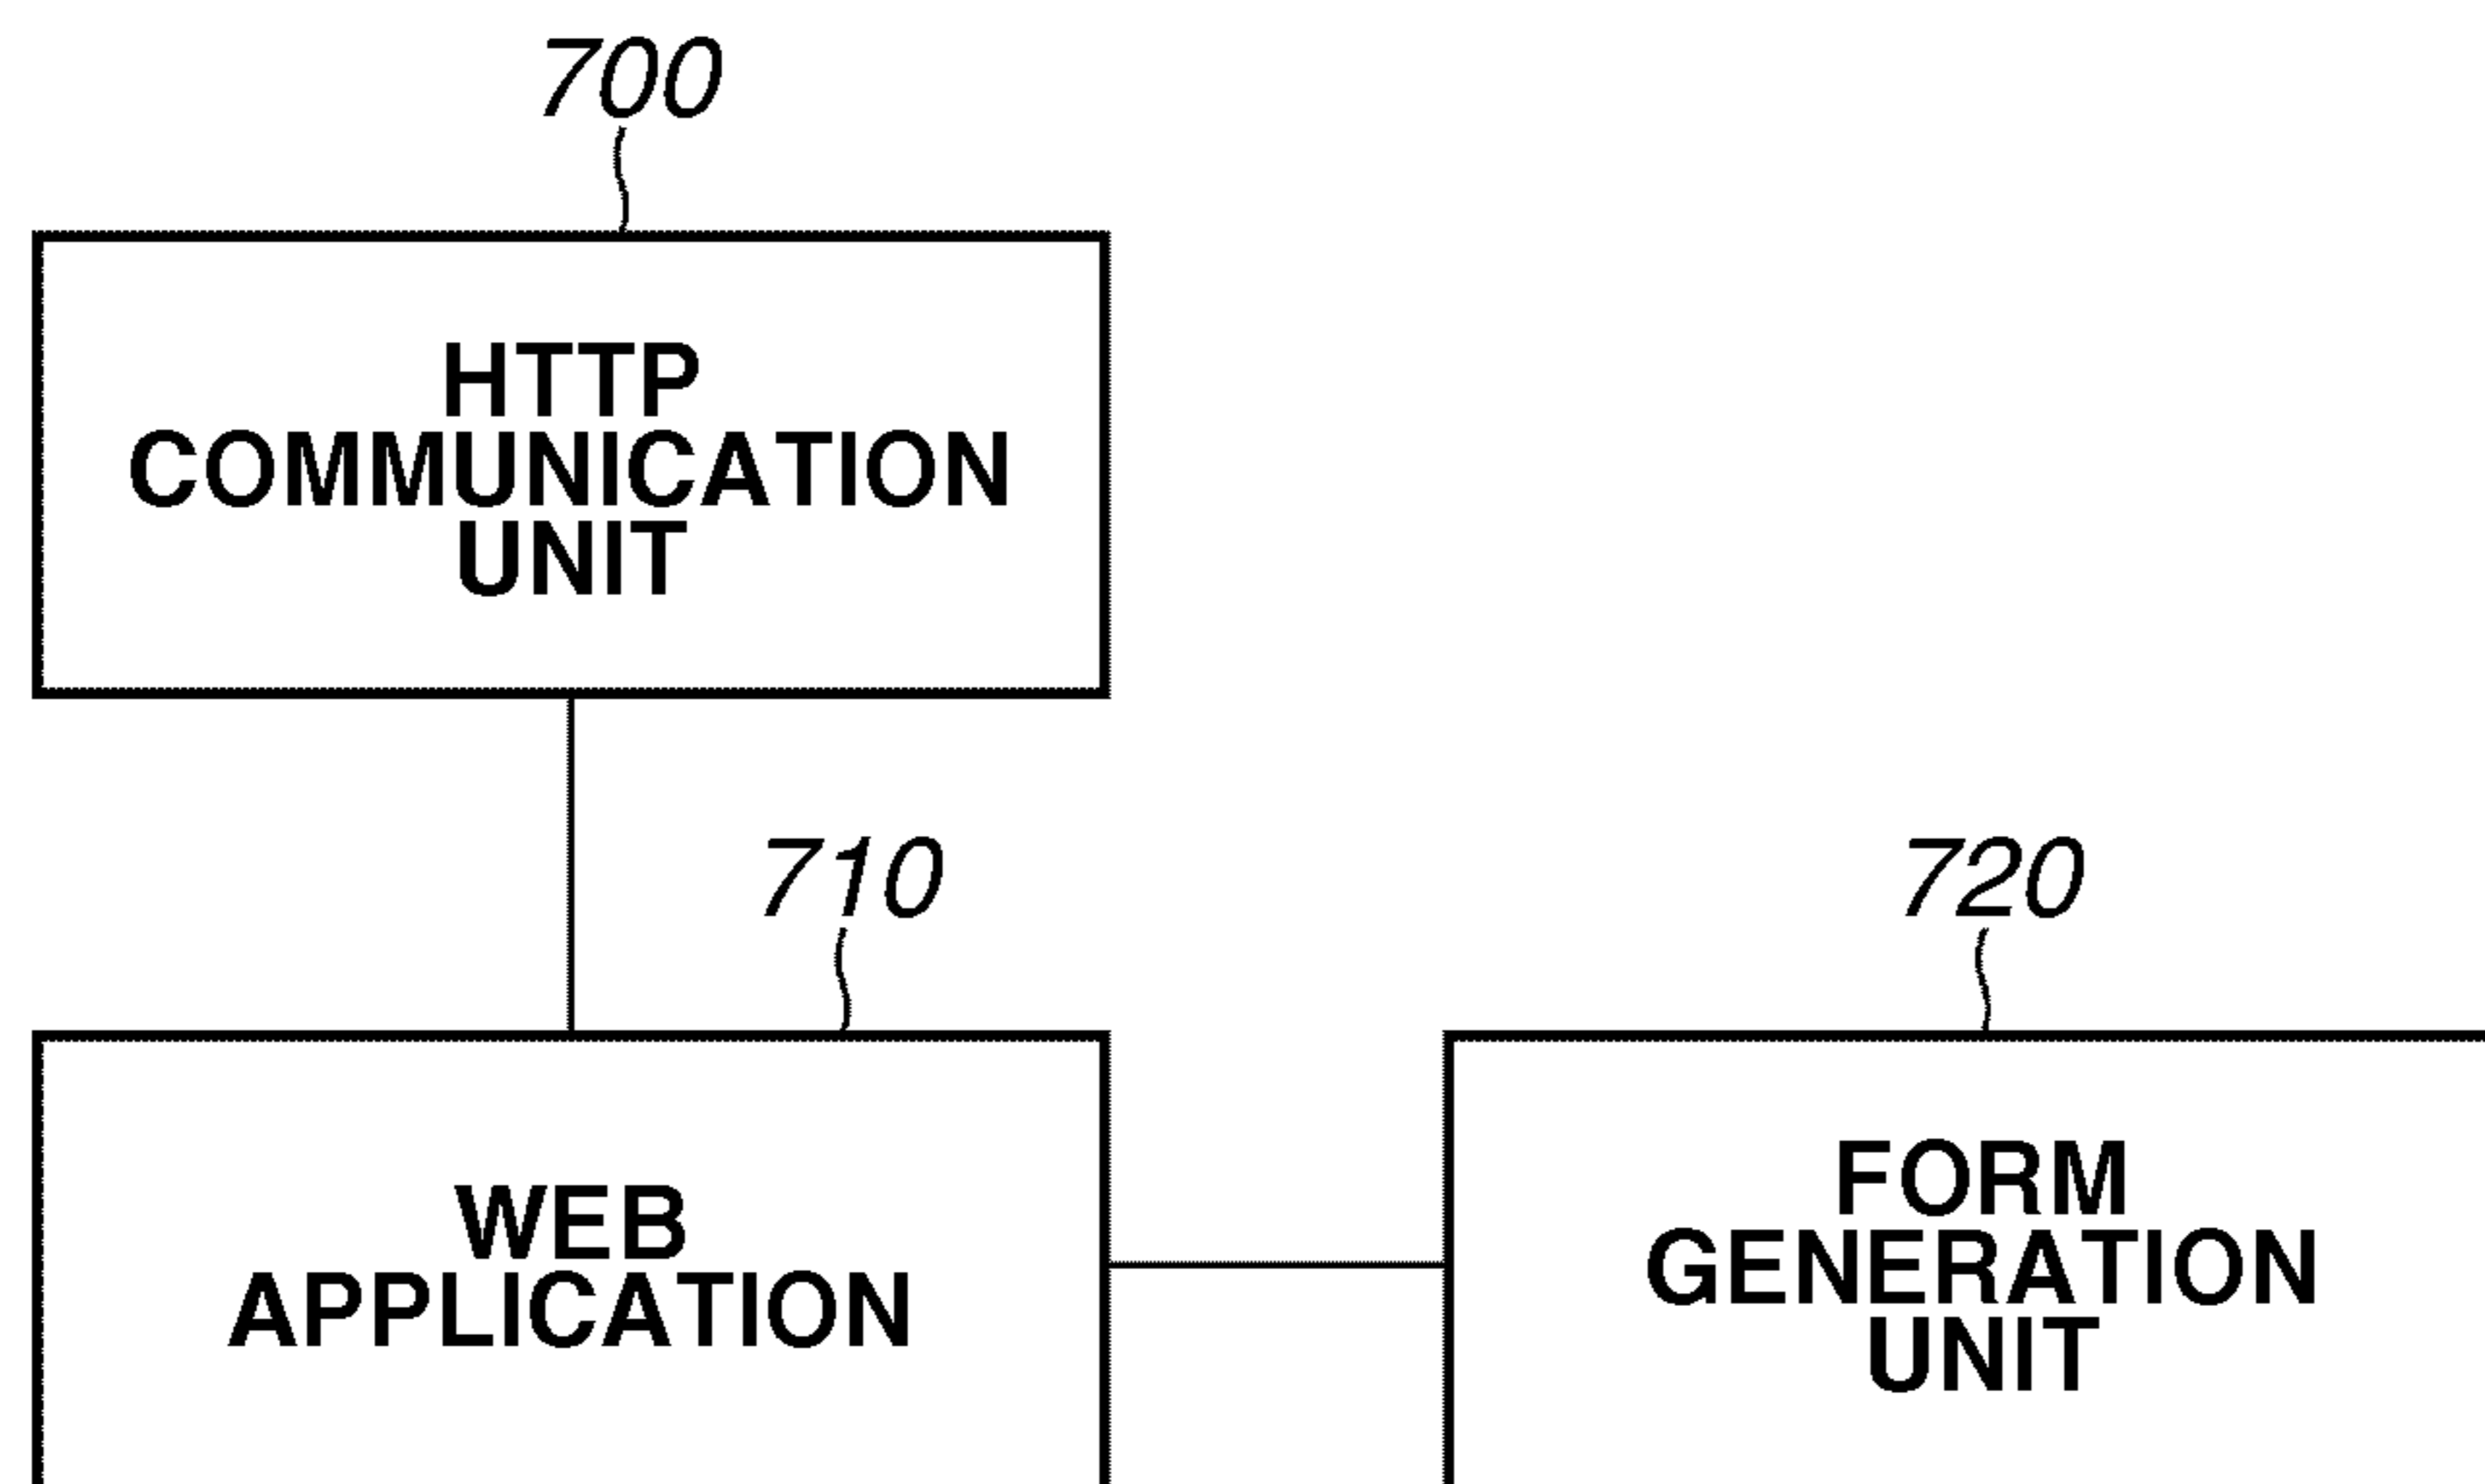 700
HTTP
COMMUNICATION
UNIT
710
WEB
APPLICATION
720
FORM
GENERATION
UNIT